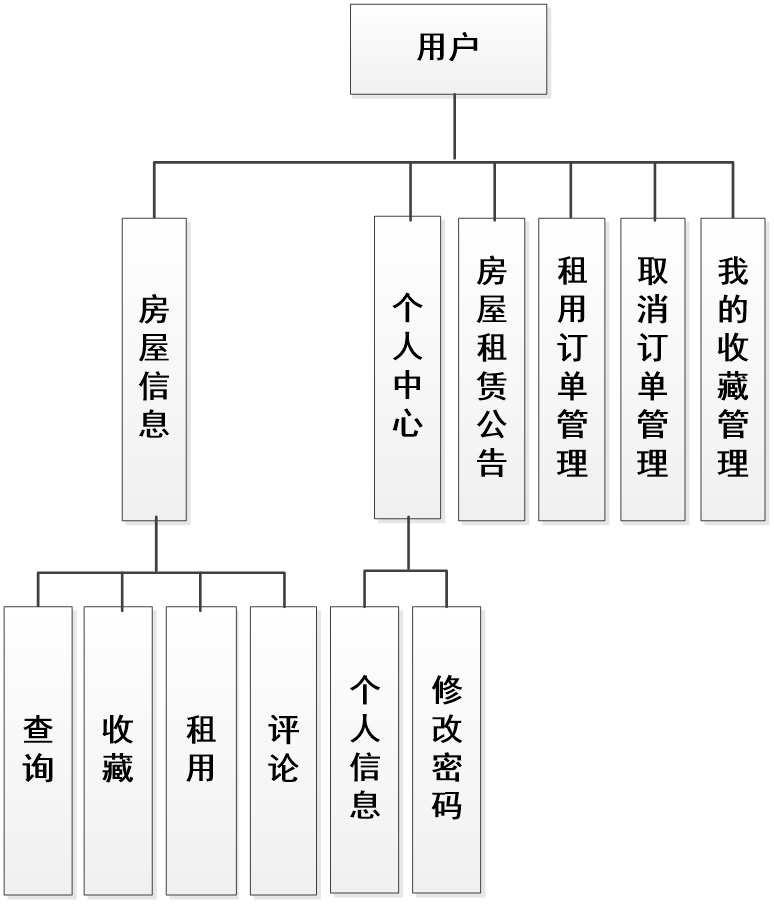 用户
房屋信息
个人中心
房屋租赁公告
租用订单管理
取消订单管理
我的收藏管理
查询
收藏
租用
评论
个人信息
修改密码